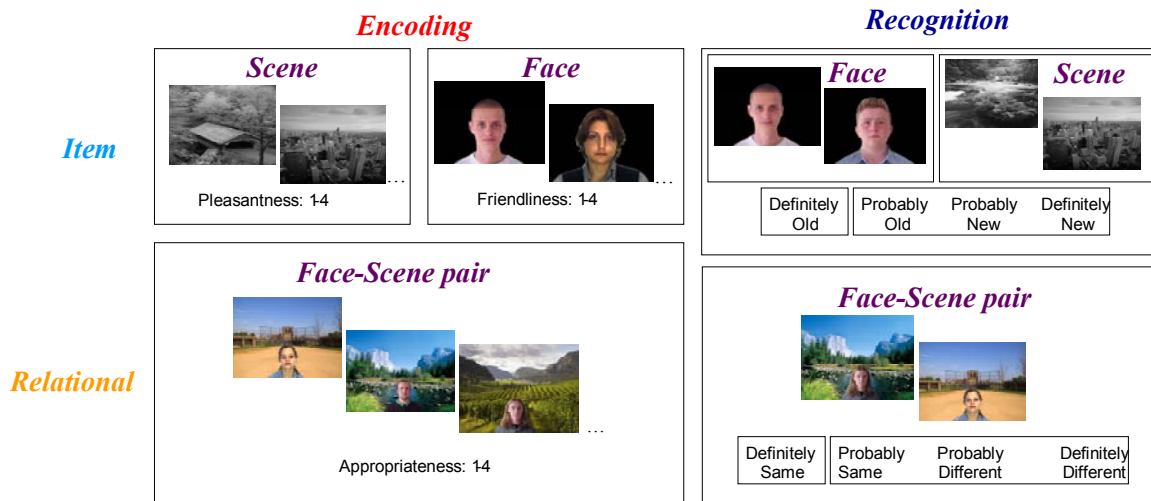 Encoding
Recognition
Item
Scene
Pleasantness: 1-4
...
Face
Friendliness: 1-4
...
Face
Scene
Definitely Old
Probably Old
Probably New
Definitely New
Relational
Face-Scene pair
...
Appropriateness: 1-4
Face-Scene pair
Definitely Same
Probably Same
Probably Different
Definitely Different